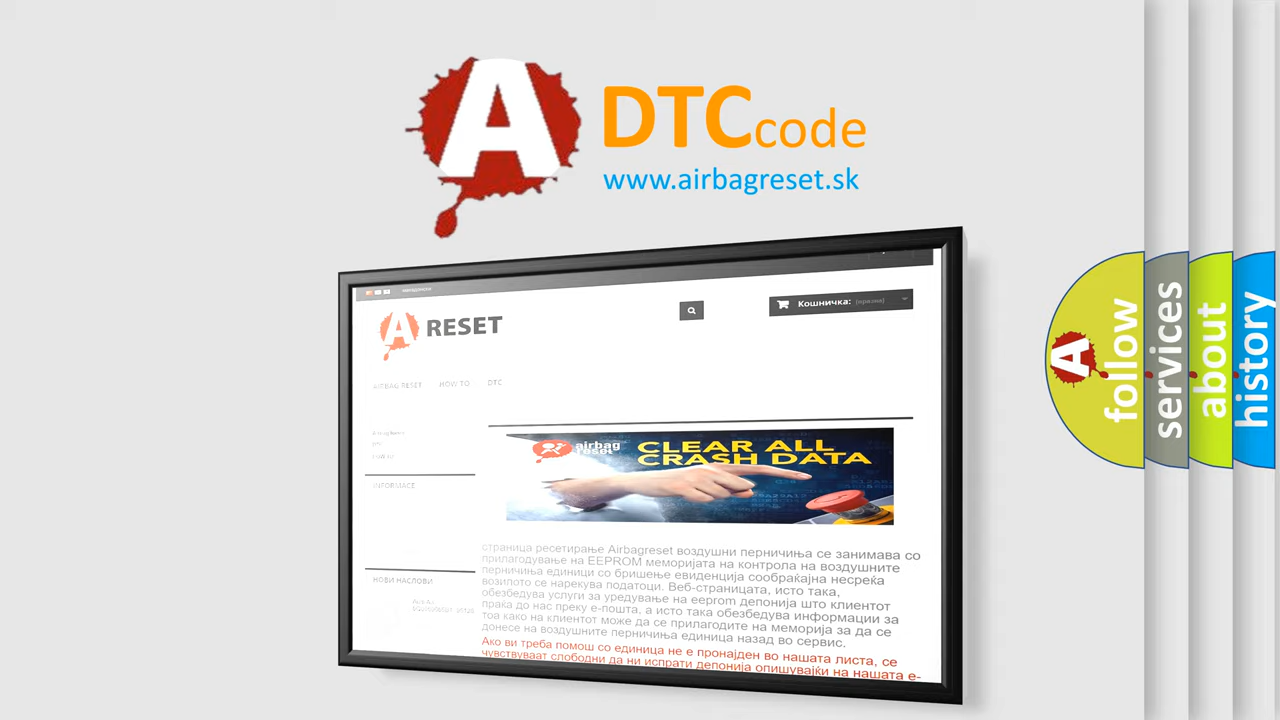 A
DTC code
www.airbagreset.sk
A RESET
Кошничка: (празна)
AIRBAG RESET HOW TO DTC
INFORMACE
НОВИ НАСЛОВИ
airbag
reset
CLEAR ALL
CRASH DATA
страница ресетирање Airbagreset воздушни перничиња се занимава со
прилагодување на EEPROM меморијата на контрола на воздушните
перничиња единици со бришење евиденција сообраќајна несреќа
возилото се нарекува податоци. Веб-страницата, исто така,
обезбедува услуги за уредување на eeprom депонија што клиентот
праќа до нас преку е-пошта, а исто така обезбедува информации за
тоа како на клиентот може да се прилагодите на меморија за да се
донесе на воздушните перничиња единица назад во сервис.
Ако ви треба помош со единица не е пронајден во нашата листа, се
чувствуваат слободни да ни испрати депонија опишувајќи на нашата е-
A
follow
services
about
history